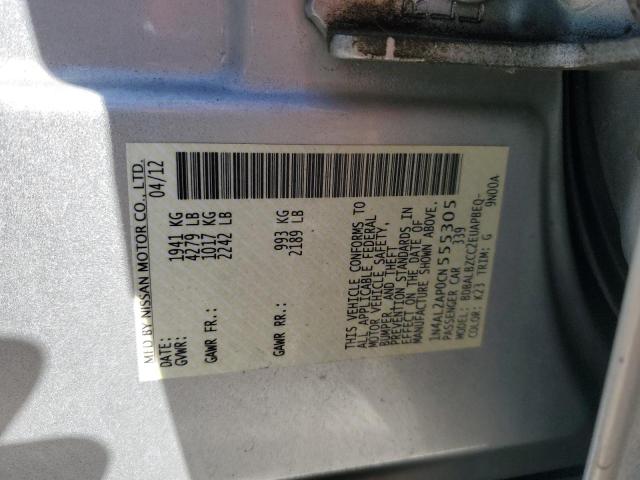 MFD BY NISSAN MOTOR CO., LTD.
DATE: 04/12
GVWR: 1941 KG
4279 LB
GAWR FR.: 1017 KG
2242 LB
GAWR RR.: 993 KG
2189 LB
THIS VEHICLE CONFORMS TO
ALL APPLICABLE FEDERAL
MOTOR VEHICLE SAFETY,
BUMPER, AND THEFT
PREVENTION STANDARDS IN
EFFECT ON THE DATE OF
MANUFACTURE SHOWN ABOVE.
1N4AL2AP0CN555305
PASSENGER CAR 339
MODEL: BDBALBZCC2EUAPBEQ-
COLOR: K23 TRIM: G 9N00A